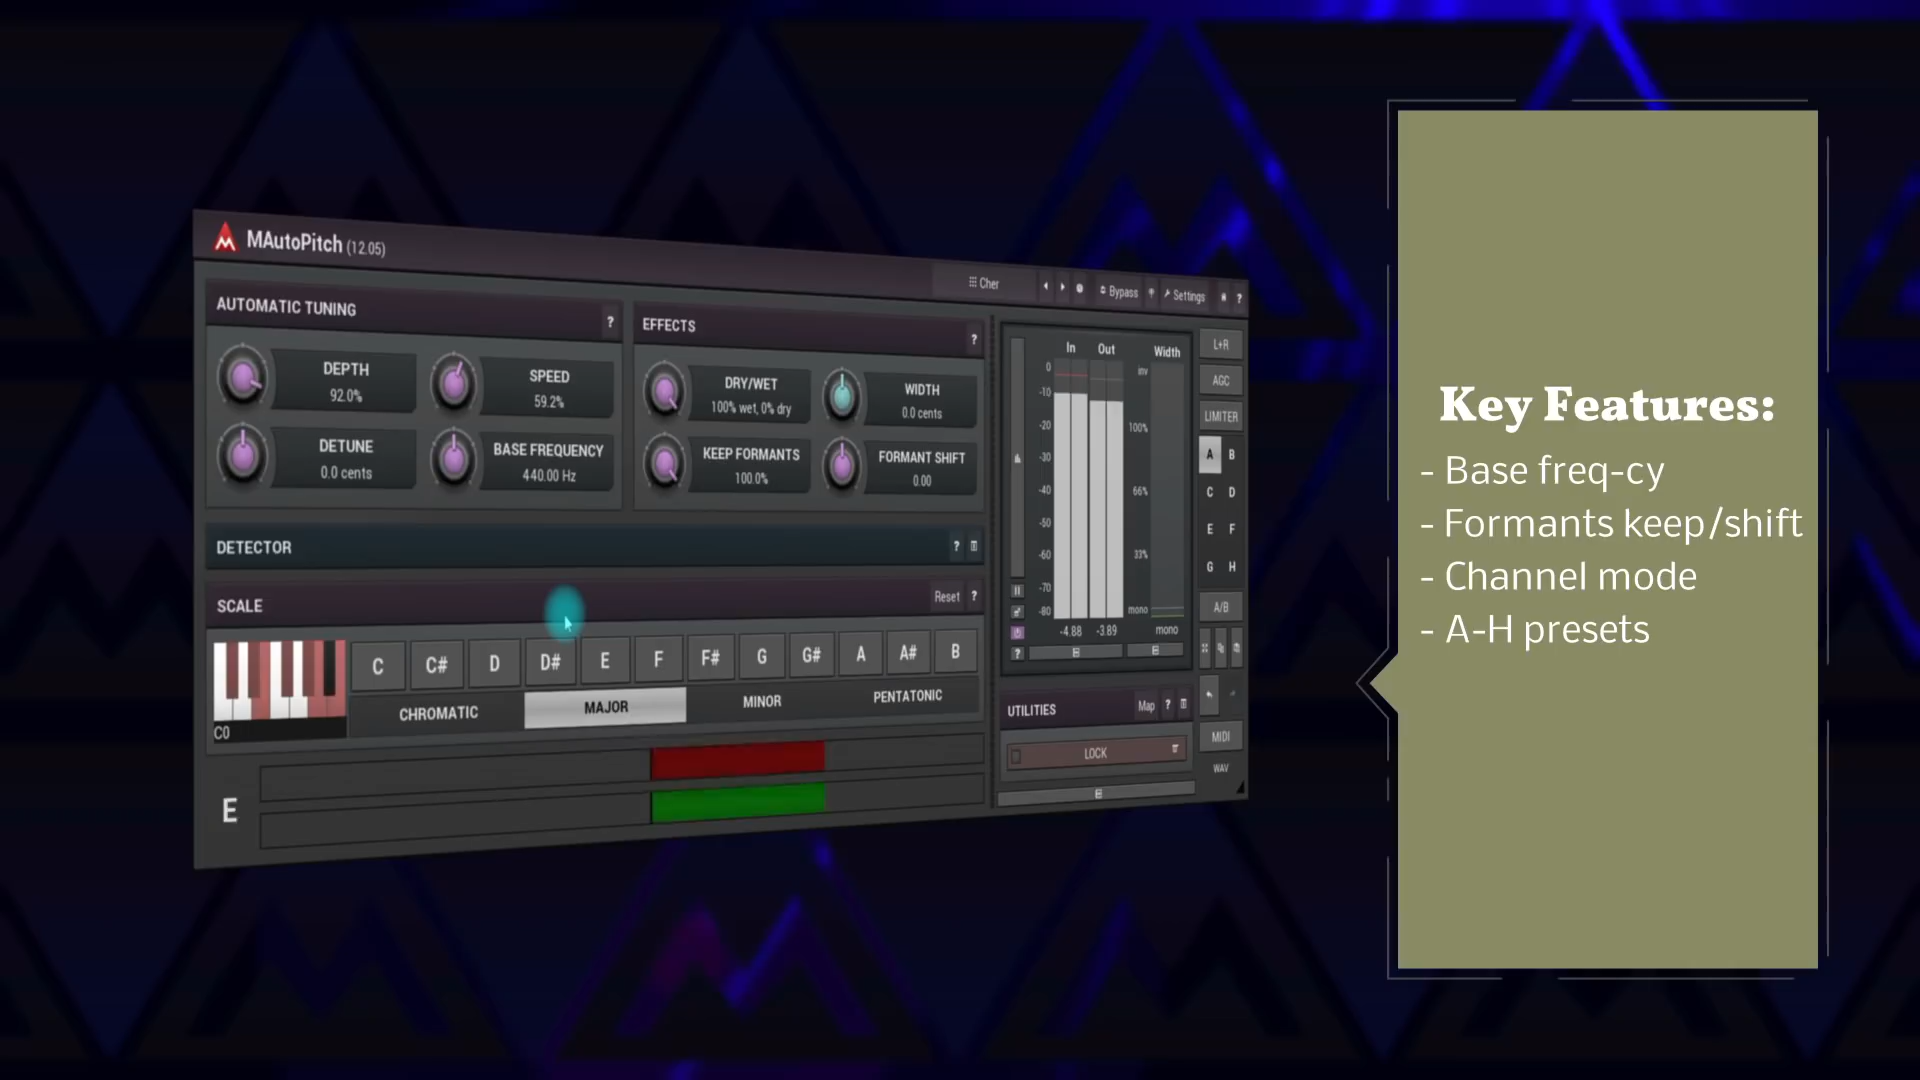 MAutoPitch (12.05)
Cher
Bypass
Settings
?
AUTOMATIC TUNING
?
DEPTH
92.0%
SPEED
59.2%
DETUNE
0.0 cents
BASE FREQUENCY
440.00 Hz
EFFECTS
?
DRY/WET
100% wet, 0% dry
WIDTH
0.0 cents
KEEP FORMANTS
100.0%
FORMANT SHIFT
0.00
DETECTOR
?
SCALE
Reset
?
C0
C
C#
D
D#
E
F
F#
G
G#
A
A#
B
CHROMATIC
MAJOR
MINOR
PENTATONIC
E
In
Out
Width
0
-10
-20
-30
-40
-50
-60
-70
-80
inv
100%
66%
33%
mono
-4.88
-3.89
mono
?
UTILITIES
Map
?
LOCK
L+R
AGC
LIMITER
A B
C D
E F
G H
A/B
MIDI
WAV
Key Features:
- Base freq-cy
- Formants keep/shift
- Channel mode
- A-H presets